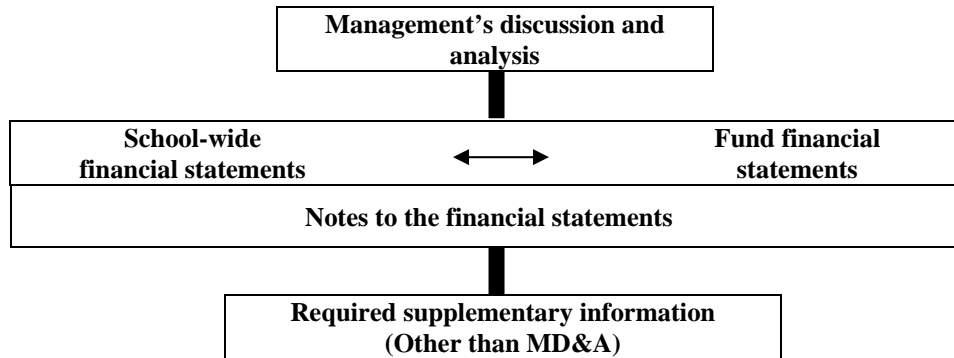 Management’s discussion and
analysis
School-wide
financial statements
Fund financial
statements
Notes to the financial statements
Required supplementary information
(Other than MD&A)